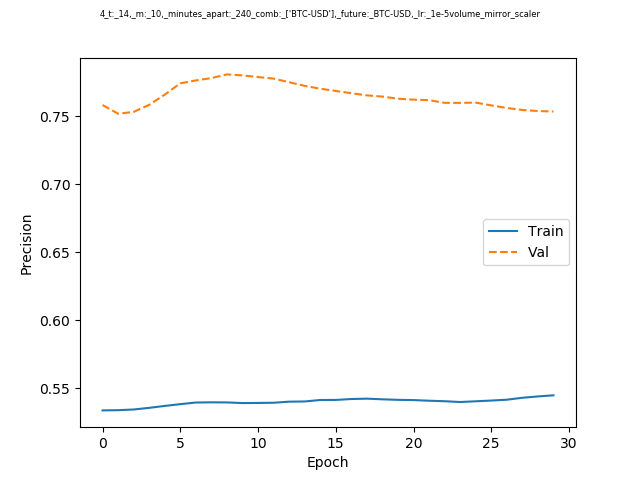 4_t:_14,_m:_10,_minutes_apart:_240_comb:_['BTC-USD'],_future:_BTC-USD,_lr:_1e-5volume_mirror_scaler
0.75
0.70
0.65
0.60
0.55
Precision
Train
Val
0 5 10 15 20 25 30
Epoch